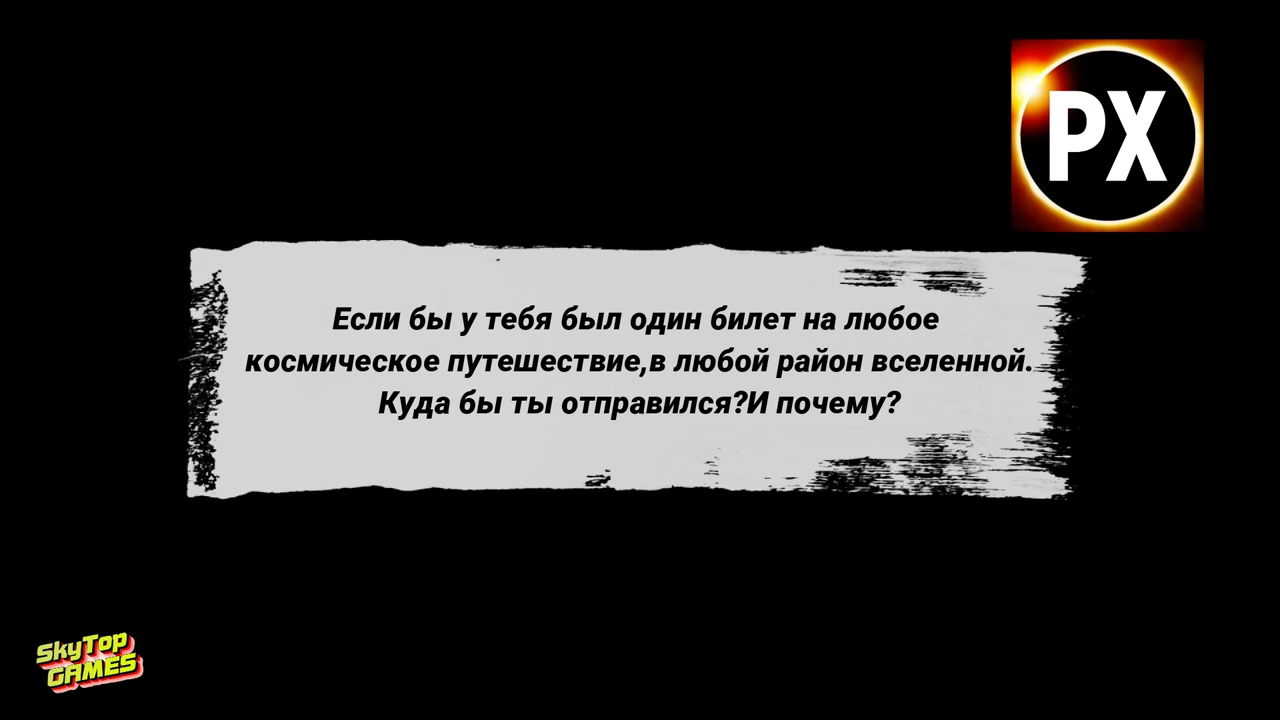 PX
Если бы у тебя был один билет на любое
космическое путешествие,в любой район вселенной.
Куда бы ты отправился?И почему?
SkyTop
GAMES